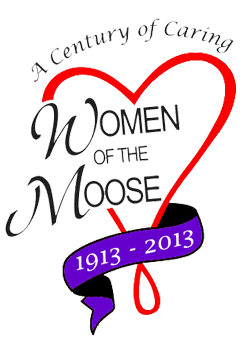 A Century of Caring
Women
of the
Moose
1913 - 2013